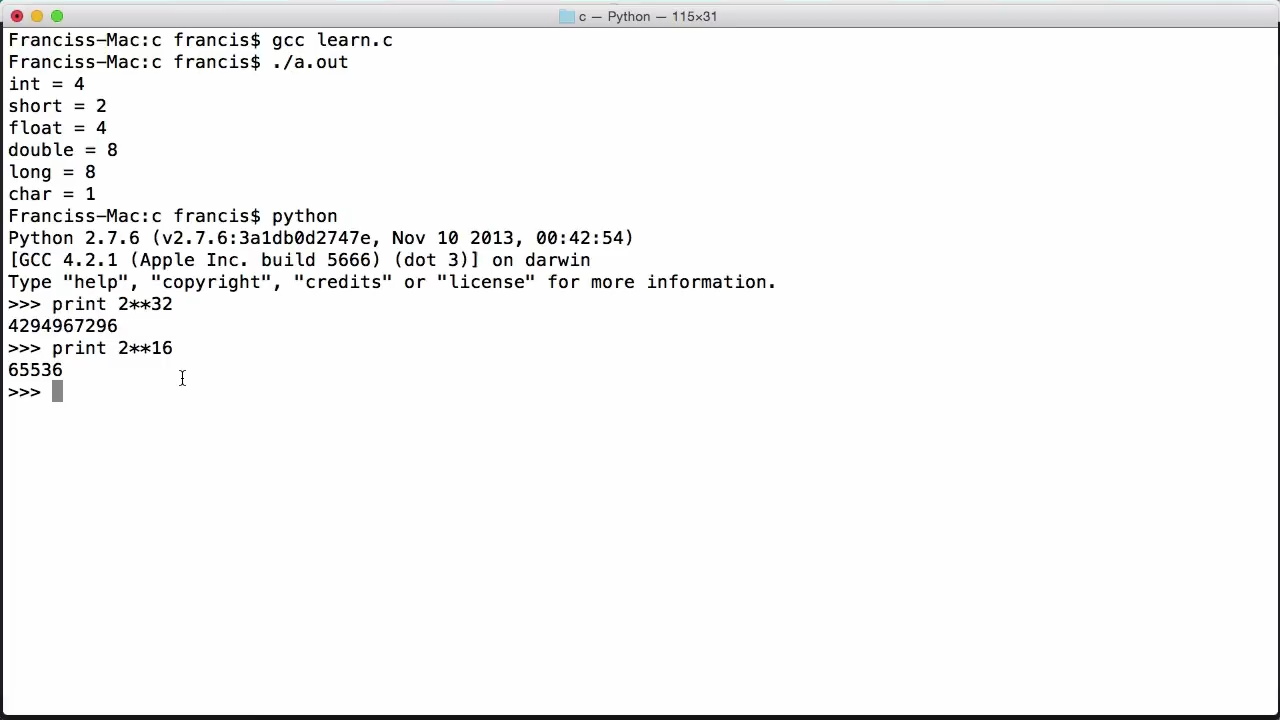 c — Python — 115×31
Franciss-Mac:c francis$ gcc learn.c
Franciss-Mac:c francis$ ./a.out
int = 4
short = 2
float = 4
double = 8
long = 8
char = 1
Franciss-Mac:c francis$ python
Python 2.7.6 (v2.7.6:3a1db0d2747e, Nov 10 2013, 00:42:54)
[GCC 4.2.1 (Apple Inc. build 5666) (dot 3)] on darwin
Type "help", "copyright", "credits" or "license" for more information.
>>> print 2**32
4294967296
>>> print 2**16
65536
>>>